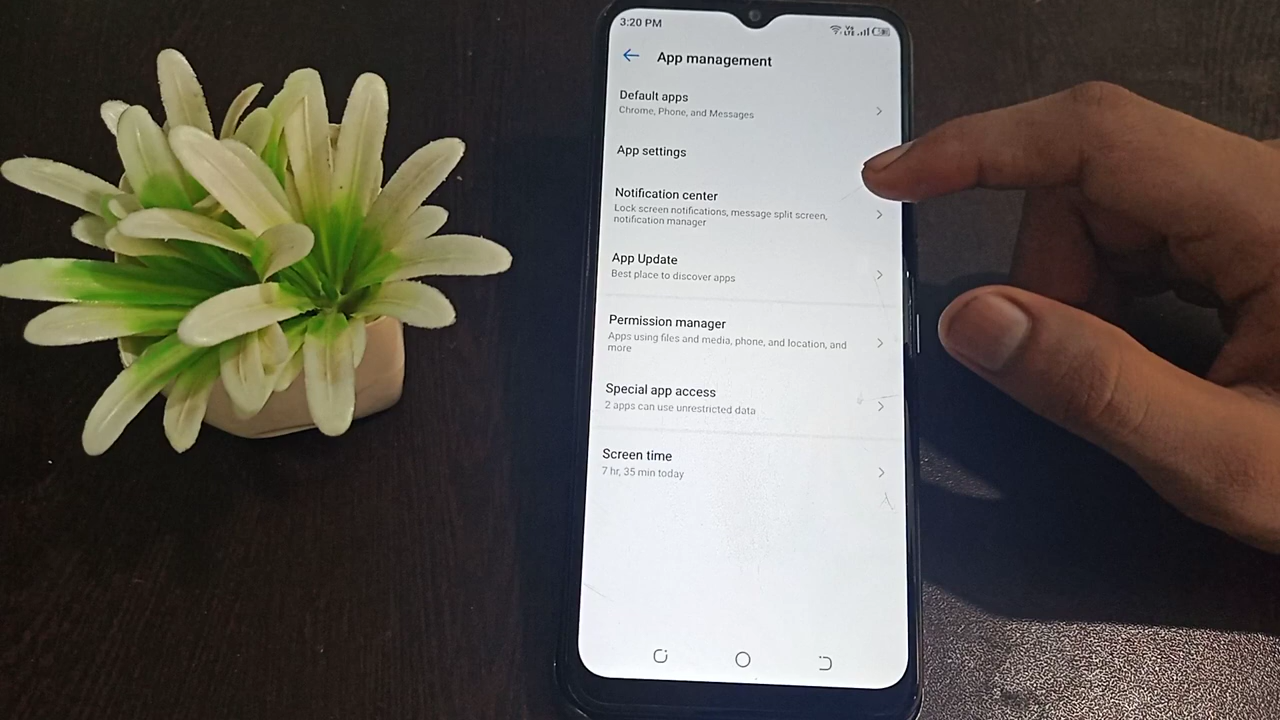 3:20 PM
App management
Default apps
Chrome, Phone, and Messages
App settings
Notification center
Lock screen notifications, message split screen,
notification manager
App Update
Best place to discover apps
Permission manager
Apps using files and media, phone, and location, and
more
Special app access
2 apps can use unrestricted data
Screen time
7 hr, 35 min today